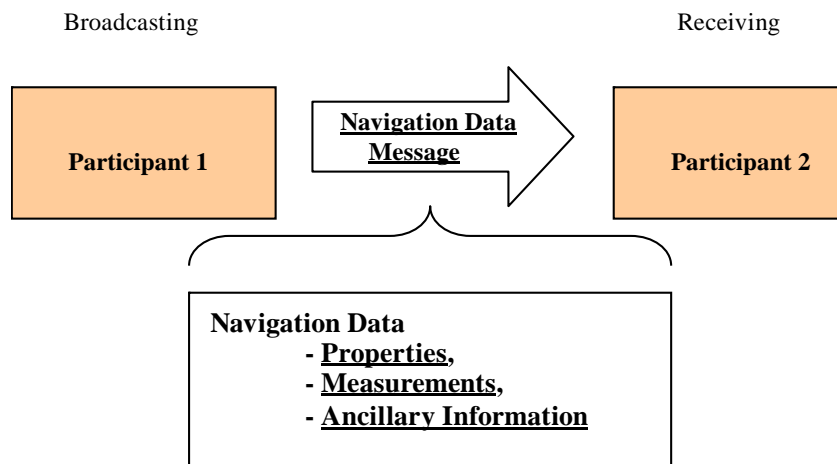 Broadcasting
Receiving
Participant 1
Navigation Data
Message
Participant 2
Navigation Data
- Properties,
- Measurements,
- Ancillary Information